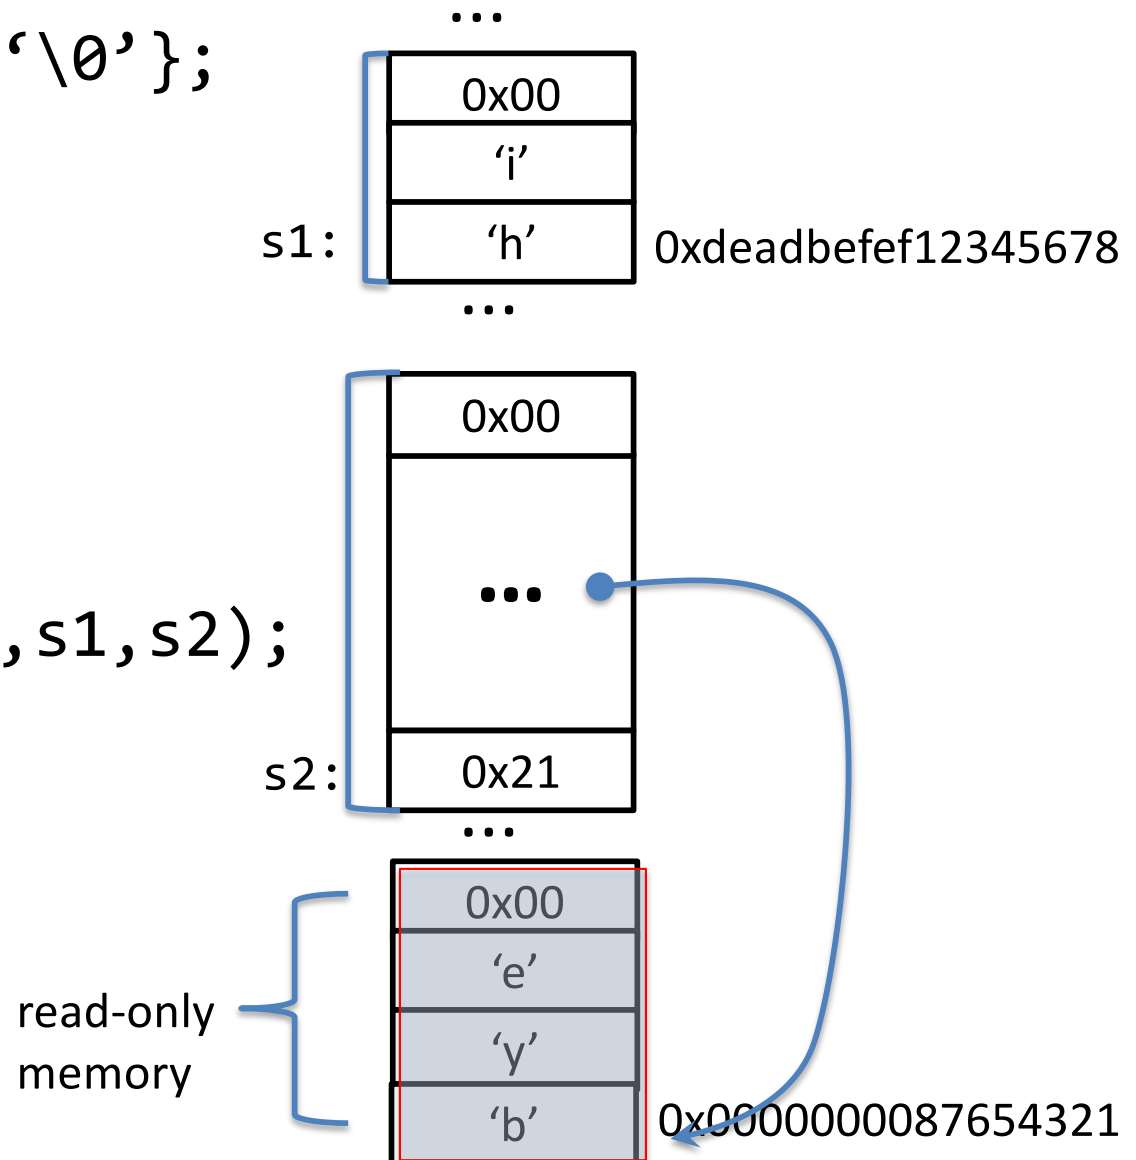 ...
‘\0’};
0x00
‘i’
s1: ‘h’ 0xdeadbefef12345678
...
0x00
...
,s1,s2);
s2: 0x21
...
0x00
‘e’
read-only
memory
‘y’
‘b’ 0x0000000087654321